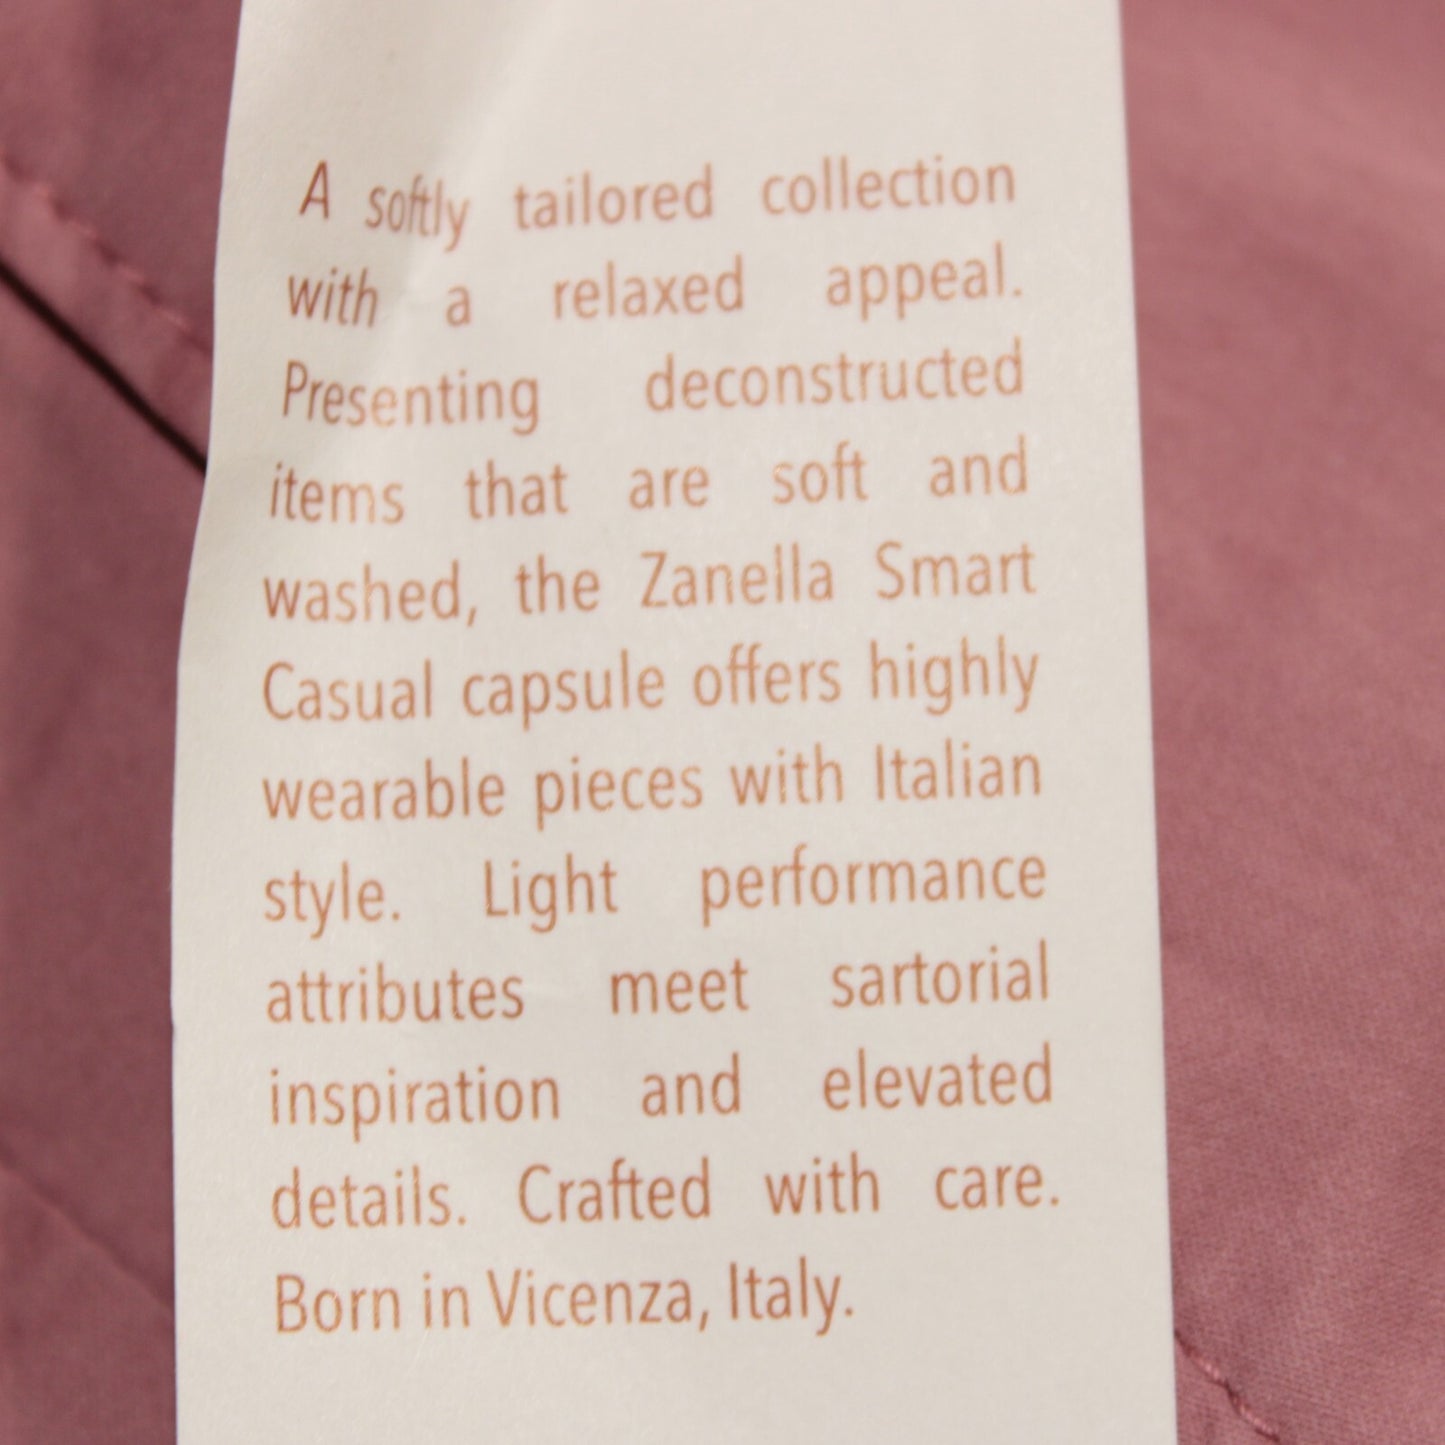 A softly tailored collection
with a relaxed appeal.
Presenting deconstructed
items that are soft and
washed, the Zanella Smart
Casual capsule offers highly
wearable pieces with Italian
style. Light performance
attributes meet sartorial
inspiration and elevated
details. Crafted with care.
Born in Vicenza, Italy.